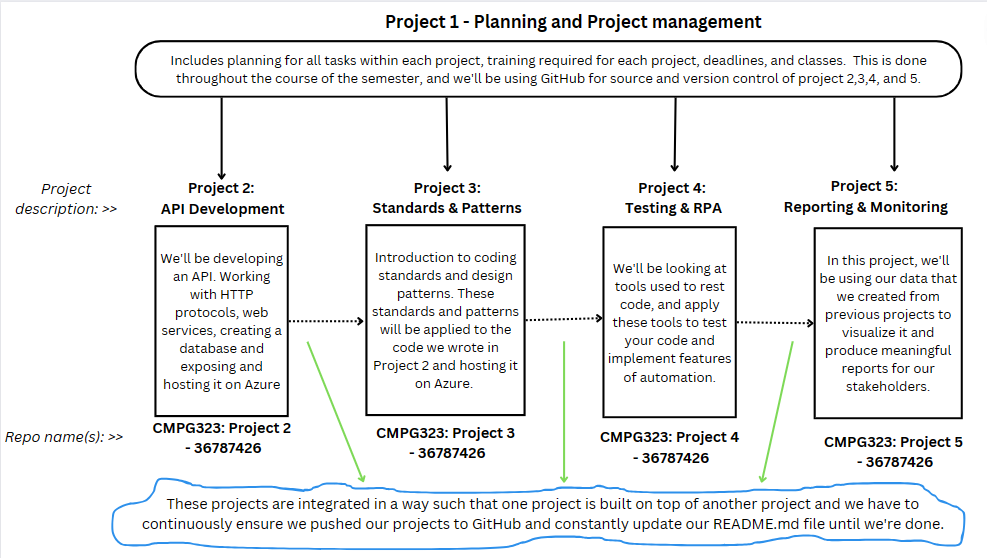 Project 1 - Planning and Project management
Includes planning for all tasks within each project, training required for each project, deadlines, and classes. This is done
throughout the course of the semester, and we'll be using GitHub for source and version control of project 2,3,4, and 5.
Project
description: >>
Project 2:
API Development
We'll be developing
an API. Working
with HTTP
protocols, web
services, creating a
database and
exposing and
hosting it on Azure
CMPG323: Project 2
- 36787426
Project 3:
Standards & Patterns
Introduction to coding
standards and design
patterns. These
standards and patterns
will be applied to the
code we wrote in
Project 2 and hosting it
on Azure.
CMPG323: Project 3
- 36787426
Project 4:
Testing & RPA
We'll be looking at
tools used to rest
code, and apply
these tools to test
your code and
implement features
of automation.
CMPG323: Project 4
- 36787426
Project 5:
Reporting & Monitoring
In this project, we'll
be using our data that
we created from
previous projects to
visualize it and
produce meaningful
reports for our
stakeholders.
CMPG323: Project 5
- 36787426
Repo name(s): >>
These projects are integrated in a way such that one project is built on top of another project and we have to
continuously ensure we pushed our projects to GitHub and constantly update our README.md file until we're done.